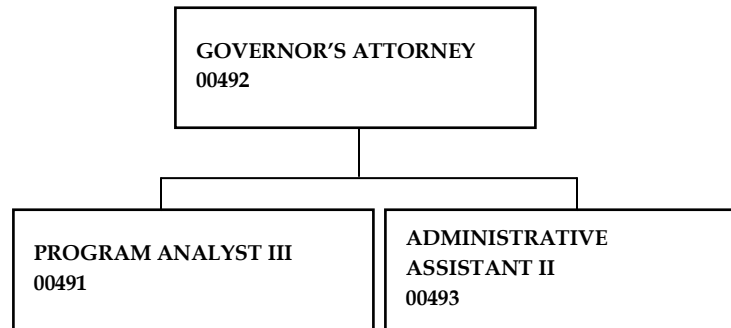 GOVERNOR’S ATTORNEY
00492
PROGRAM ANALYST III
00491
ADMINISTRATIVE
ASSISTANT II
00493